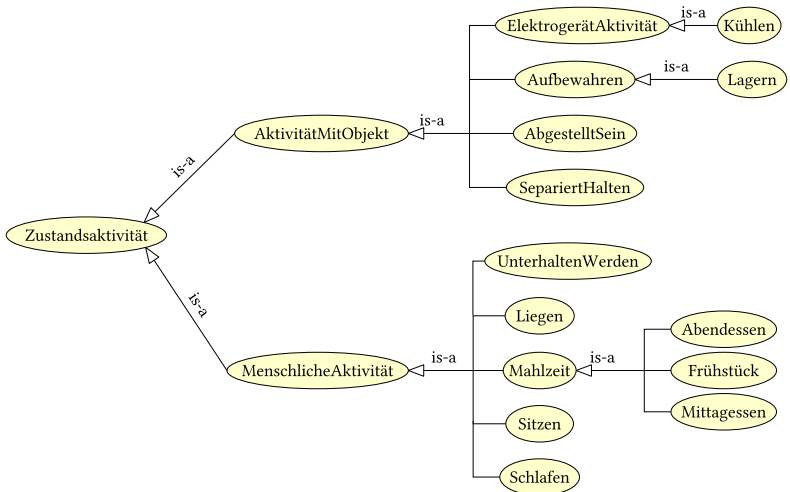 ElektrogerätAktivität
is-a
Kühlen
Aufbewahren
is-a
Lagern
is-a
AktivitätMitObjekt
AbgestelltSein
is-a
SepariertHalten
Zustandsaktivität
UnterhaltenWerden
is-a
Liegen
Abendessen
is-a
MenschlicheAktivität
Mahlzeit
is-a
Frühstück
Mittagessen
Sitzen
Schlafen